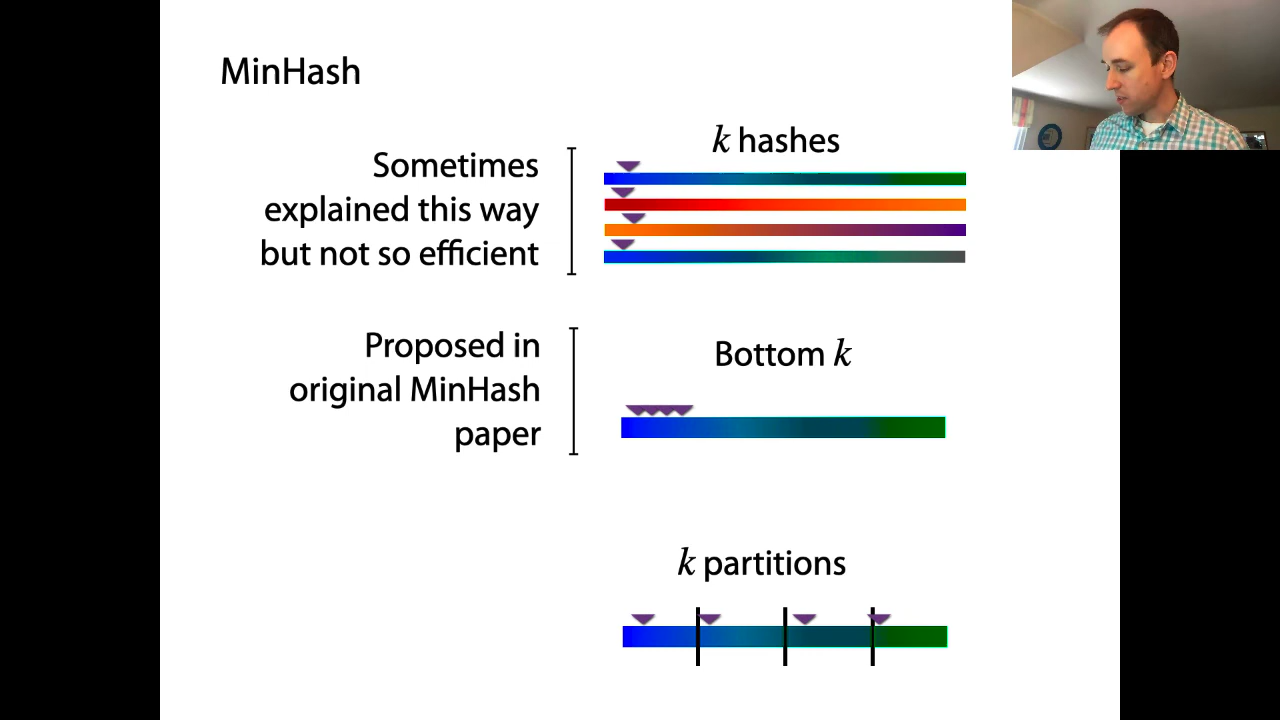 MinHash
Sometimes
explained this way
but not so efficient
k hashes
Proposed in
original MinHash
paper
Bottom k
k partitions